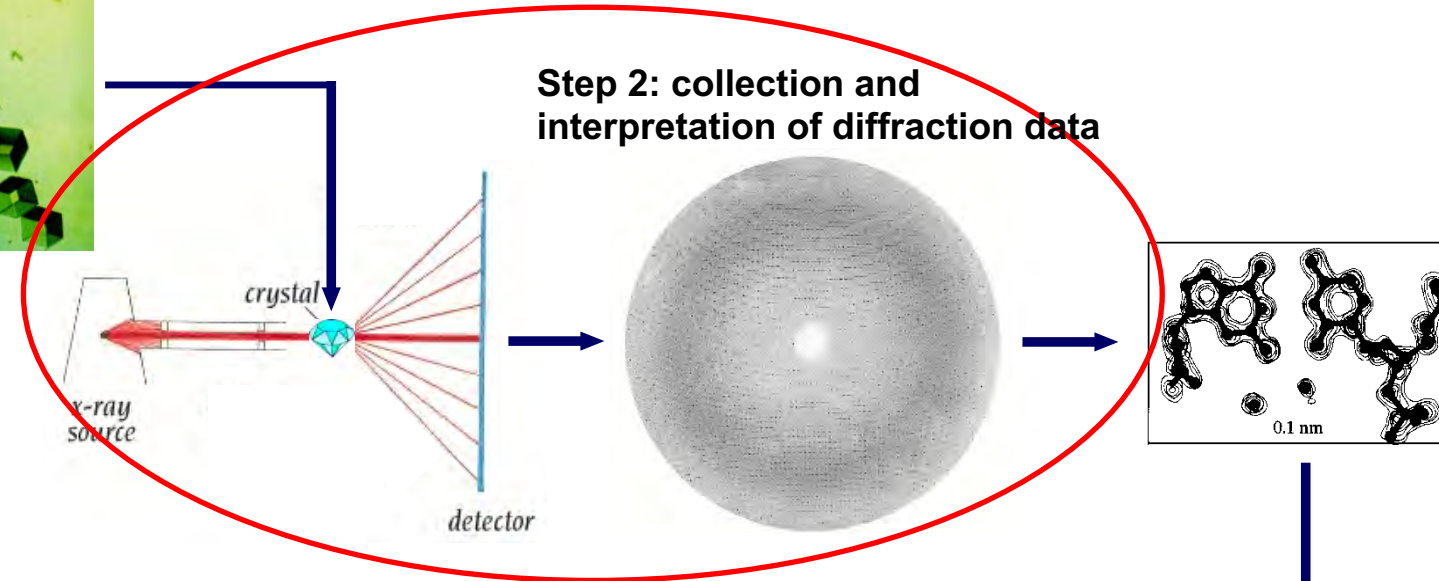 Step 2: collection and
interpretation of diffraction data
crystal
x-ray
source
detector
0.1 nm